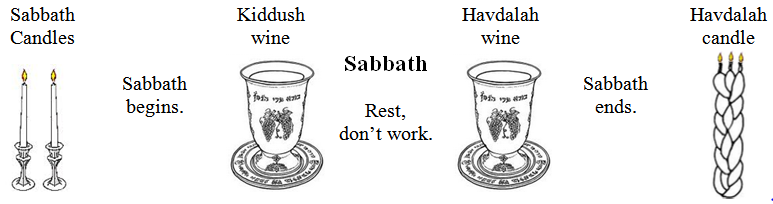 Sabbath
Candles
Sabbath
begins.
Kiddush
wine
Sabbath
Rest,
don’t work.
Havdalah
wine
Sabbath
ends.
Havdalah
candle